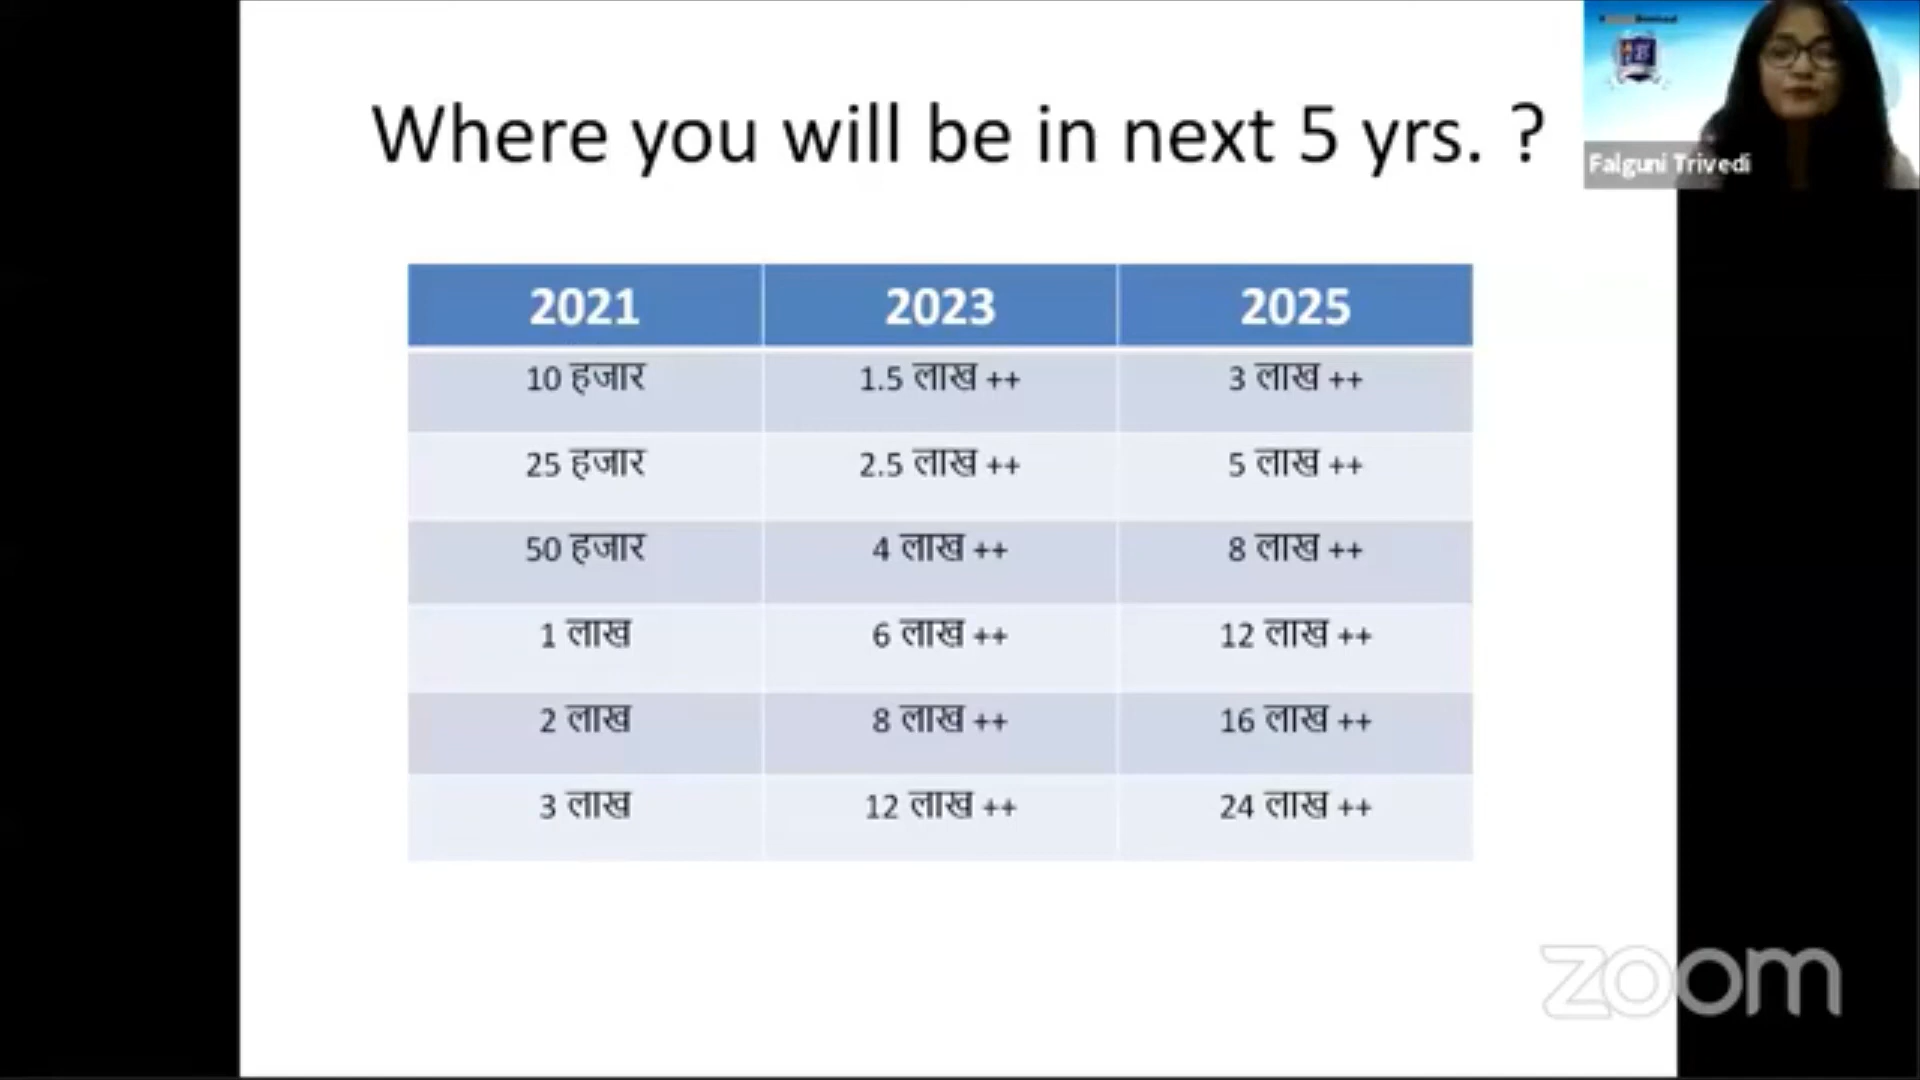 Where you will be in next 5 yrs. ?
Falguni Trivedi
2021 2023 2025
10 हजार 1.5 लाख ++ 3 लाख ++
25 हजार 2.5 लाख ++ 5 लाख ++
50 हजार 4 लाख ++ 8 लाख ++
1 लाख 6 लाख ++ 12 लाख ++
2 लाख 8 लाख ++ 16 लाख ++
3 लाख 12 लाख ++ 24 लाख ++
zoom